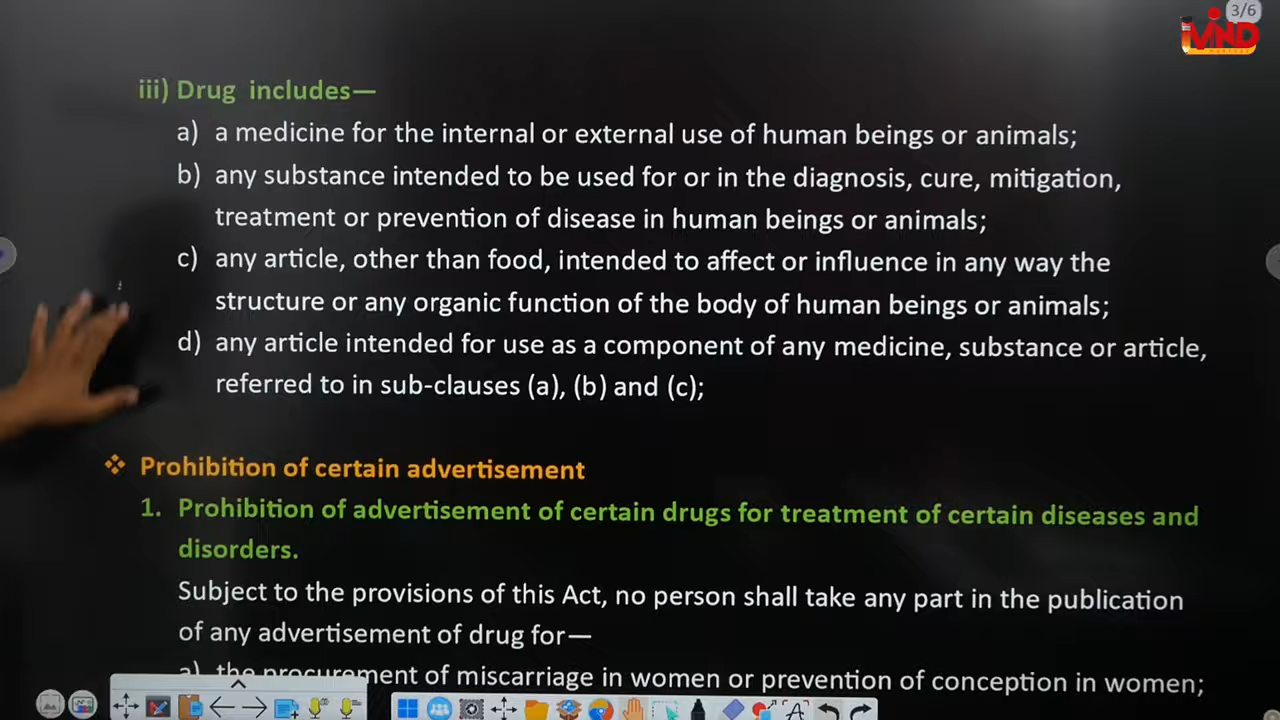 3/6
MIND
iii) Drug includes—
a) a medicine for the internal or external use of human beings or animals;
b) any substance intended to be used for or in the diagnosis, cure, mitigation,
treatment or prevention of disease in human beings or animals;
c) any article, other than food, intended to affect or influence in any way the
structure or any organic function of the body of human beings or animals;
d) any article intended for use as a component of any medicine, substance or article,
referred to in sub-clauses (a), (b) and (c);
❖ Prohibition of certain advertisement
1. Prohibition of advertisement of certain drugs for treatment of certain diseases and
disorders.
Subject to the provisions of this Act, no person shall take any part in the publication
of any advertisement of drug for—
a) the procurement of miscarriage in women or prevention of conception in women;